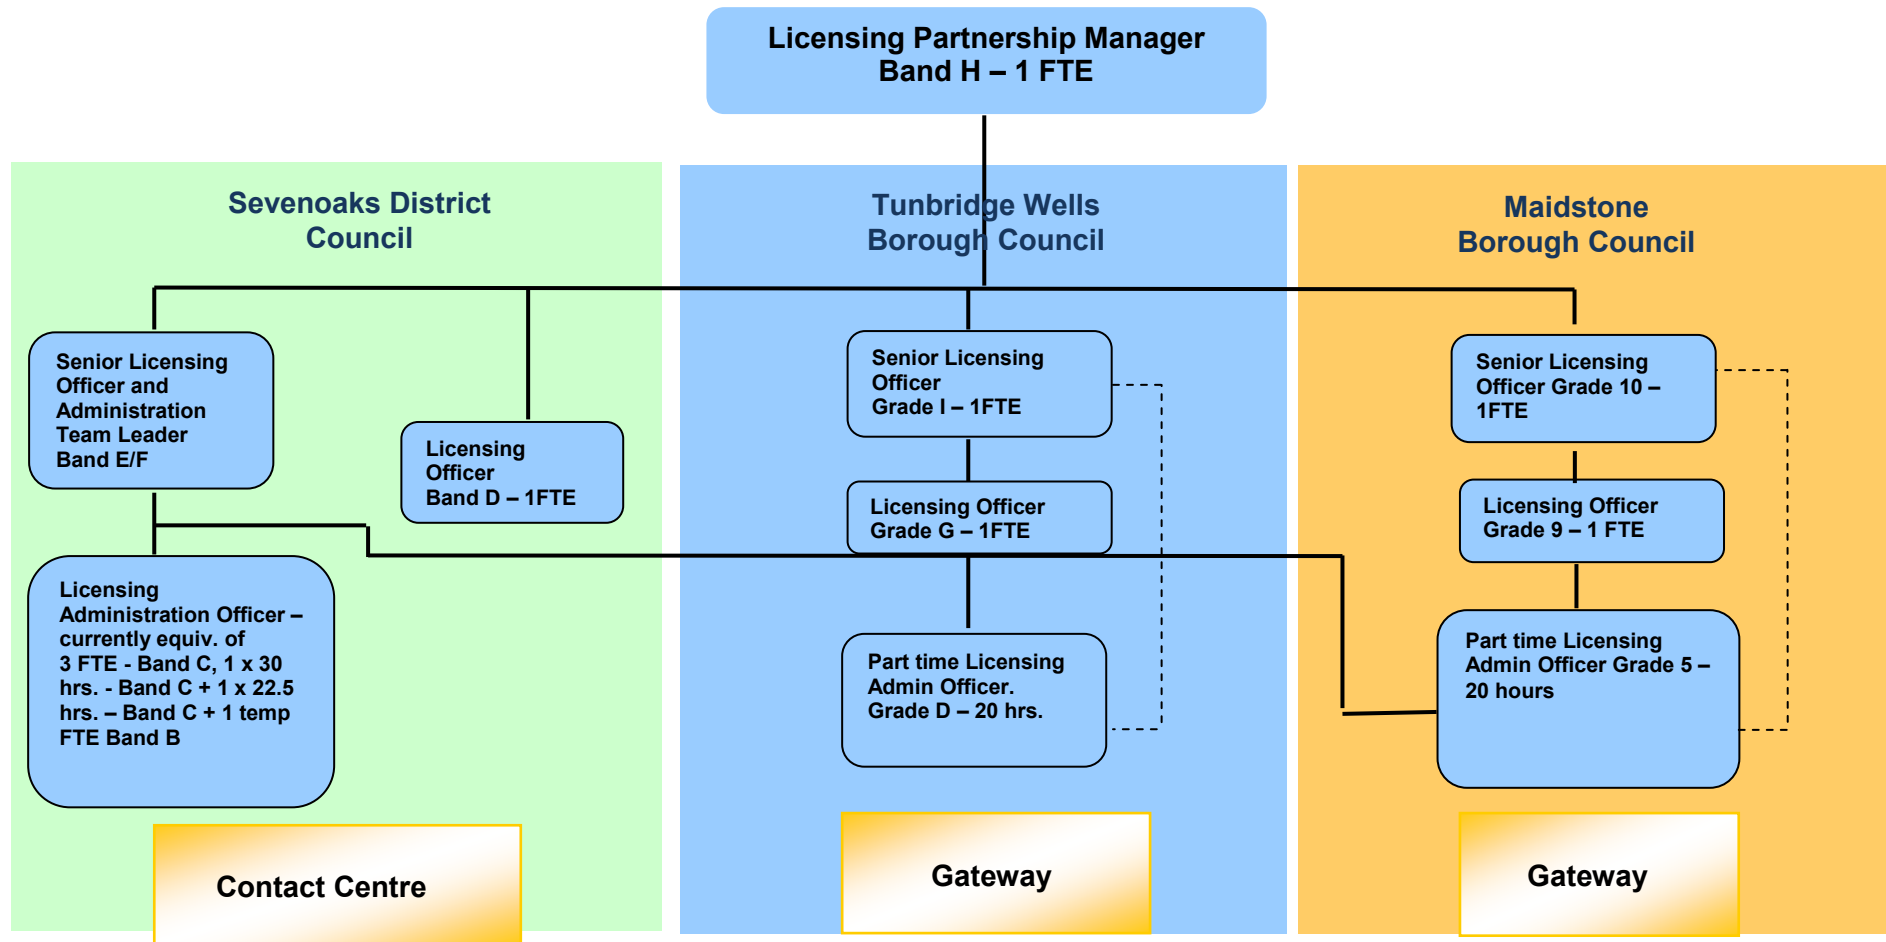 Licensing Partnership Manager
Band H – 1 FTE
Sevenoaks District
Council
Tunbridge Wells
Borough Council
Maidstone
Borough Council
Senior Licensing
Officer and
Administration
Team Leader
Band E/F
Licensing
Officer
Band D – 1FTE
Senior Licensing
Officer
Grade I – 1FTE
Senior Licensing
Officer Grade 10 –
1FTE
Licensing Officer
Grade G – 1FTE
Licensing Officer
Grade 9 – 1 FTE
Licensing
Administration Officer –
currently equiv. of
3 FTE - Band C, 1 x 30
hrs. - Band C + 1 x 22.5
hrs. – Band C + 1 temp
FTE Band B
Part time Licensing
Admin Officer.
Grade D – 20 hrs.
Part time Licensing
Admin Officer Grade 5 –
20 hours
Contact Centre
Gateway
Gateway